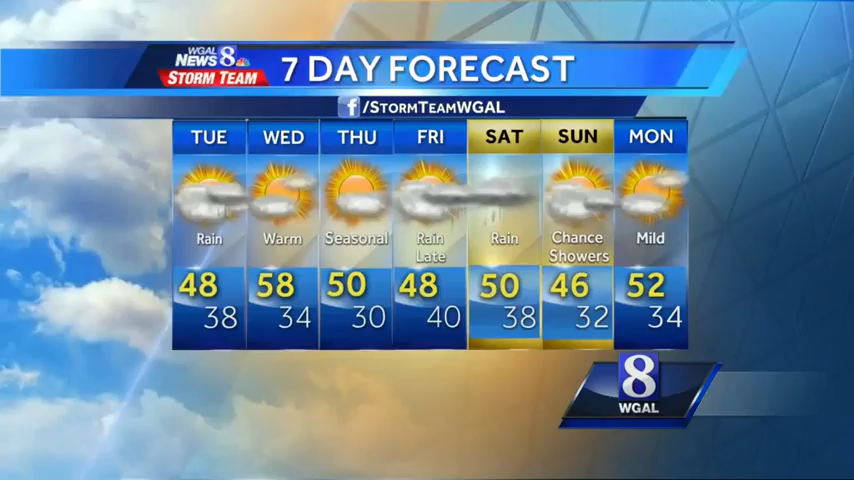 WGAL
NEWS 8
STORM TEAM
7 DAY FORECAST
f/STORMTEAMWGAL
TUE WED THU FRI SAT SUN MON
Rain Warm Seasonal Rain Late Rain Chance Showers Mild
48 58 50 48 50 46 52
38 34 30 40 38 32 34
8
WGAL